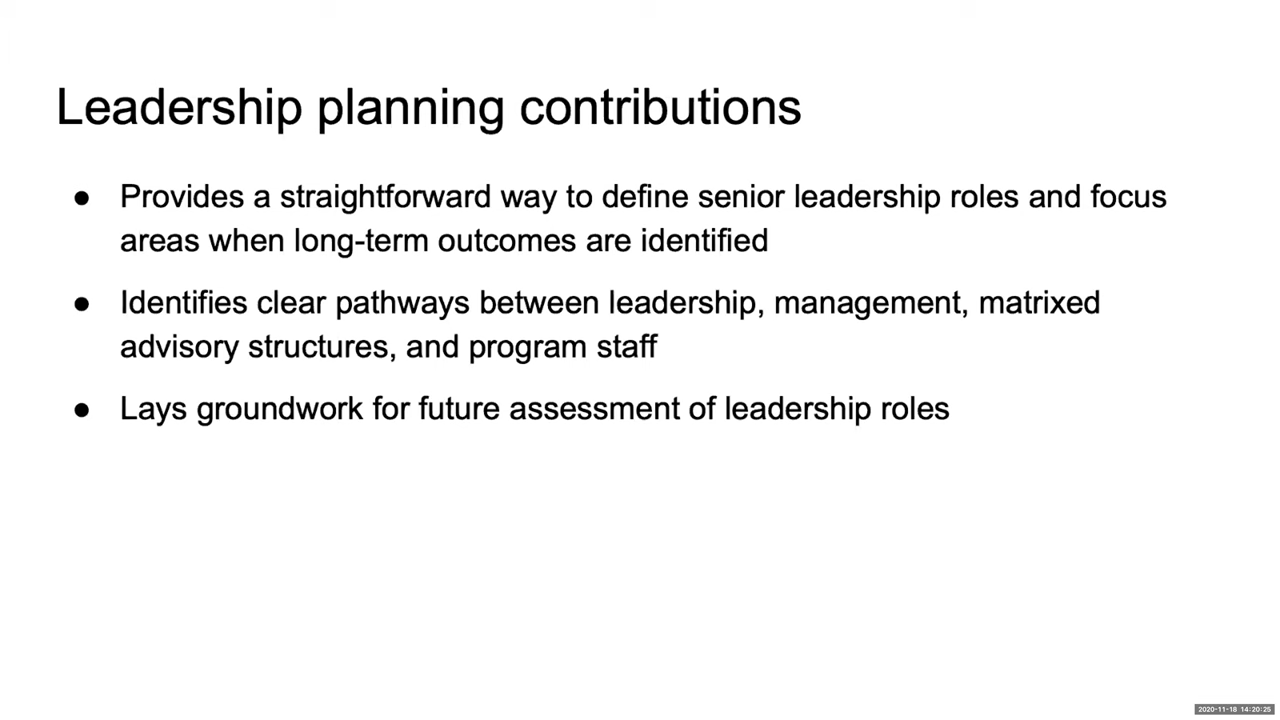 Leadership planning contributions
● Provides a straightforward way to define senior leadership roles and focus
areas when long-term outcomes are identified
● Identifies clear pathways between leadership, management, matrixed
advisory structures, and program staff
● Lays groundwork for future assessment of leadership roles
2020-11-18 14:20:25